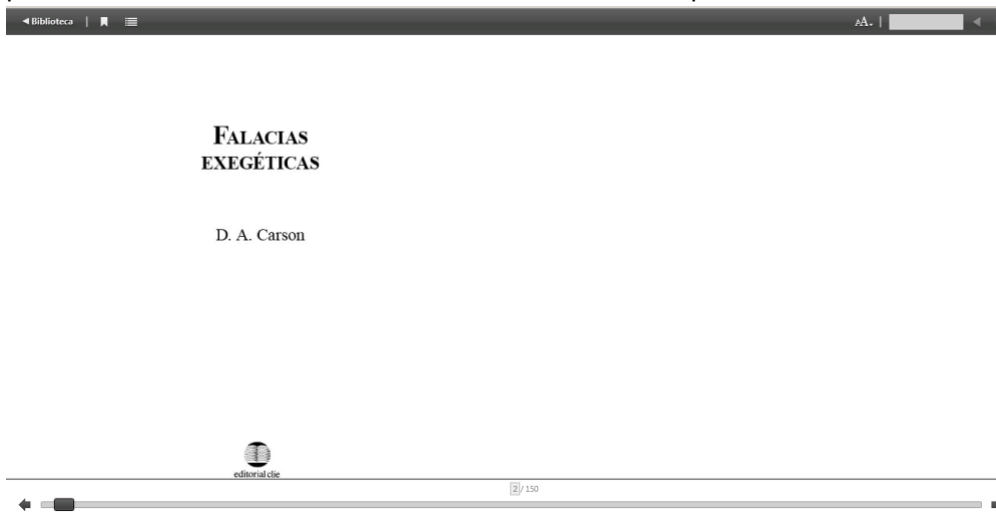 ◄Biblioteca |
AA |
FALACIAS
EXEGÉTICAS
D. A. Carson
editorial clie
2 / 150